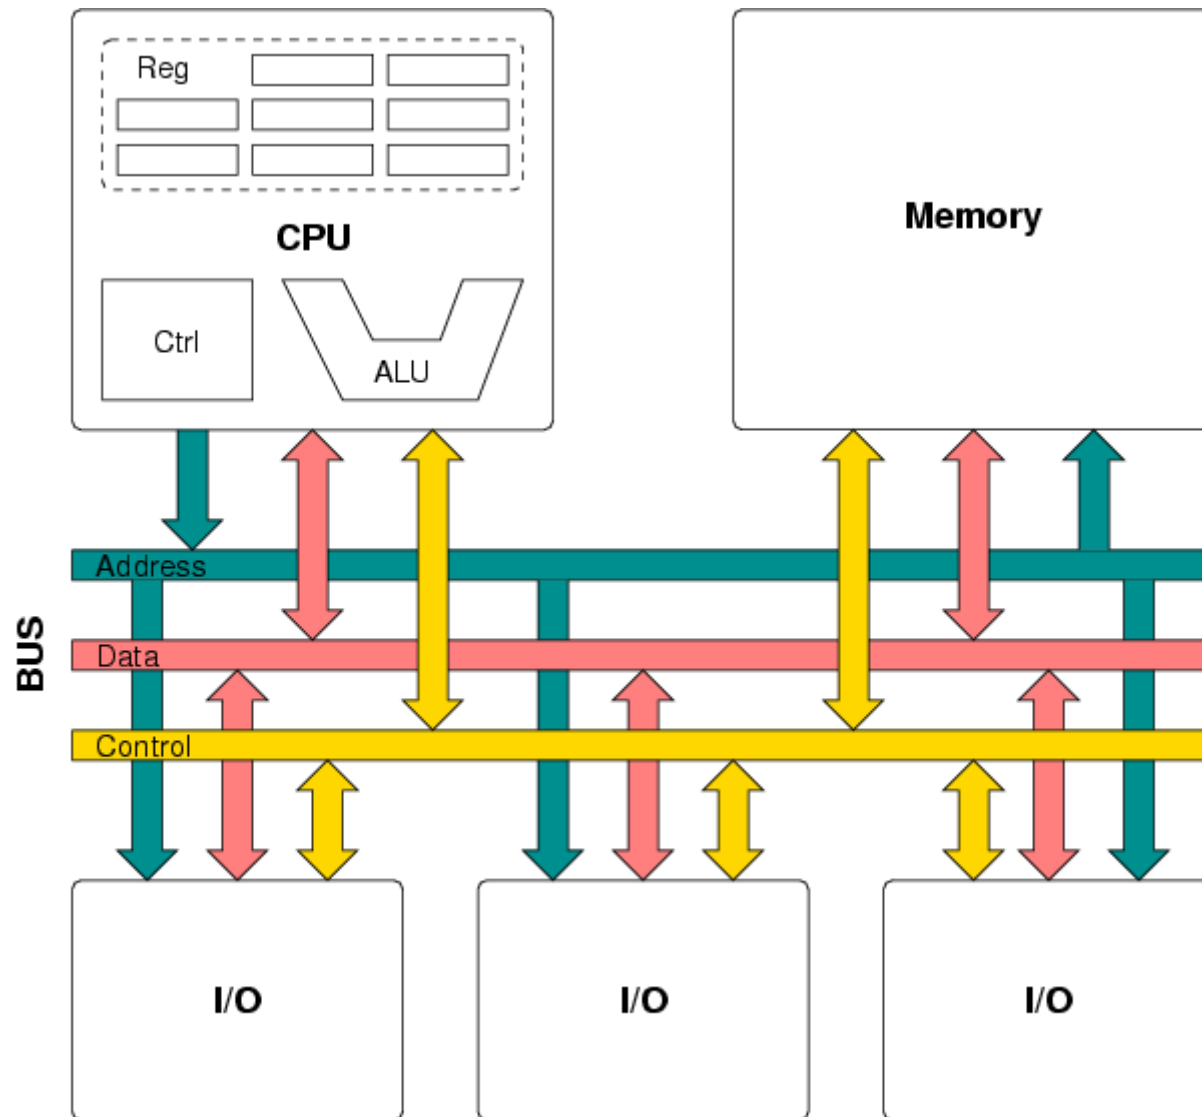 Reg
CPU
Memory
Ctrl
ALU
BUS
Address
Data
Control
I/O
I/O
I/O